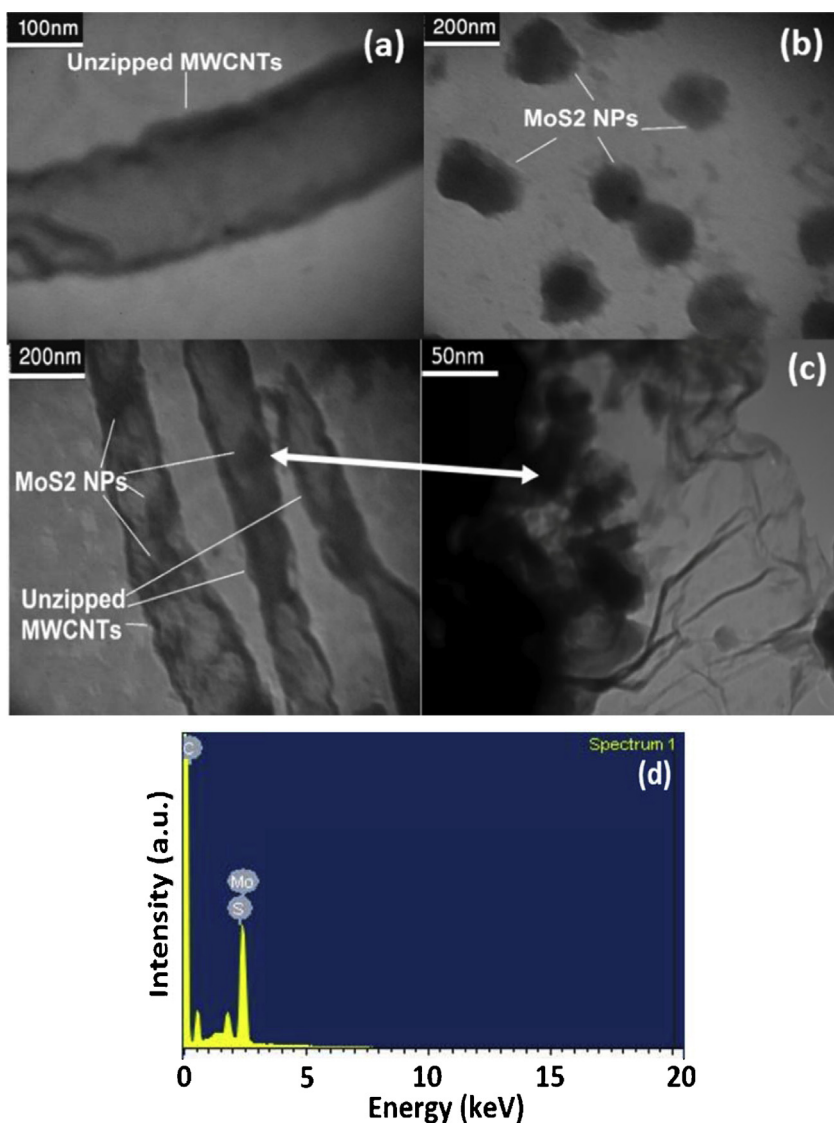 100nm
(a)
Unzipped MWCNTs
200nm
(b)
MoS2 NPs
200nm
MoS2 NPs
Unzipped
MWCNTs
50nm
(c)
Spectrum 1
(d)
C
Mo
S
Intensity (a.u.)
0 5 10 15 20
Energy (keV)